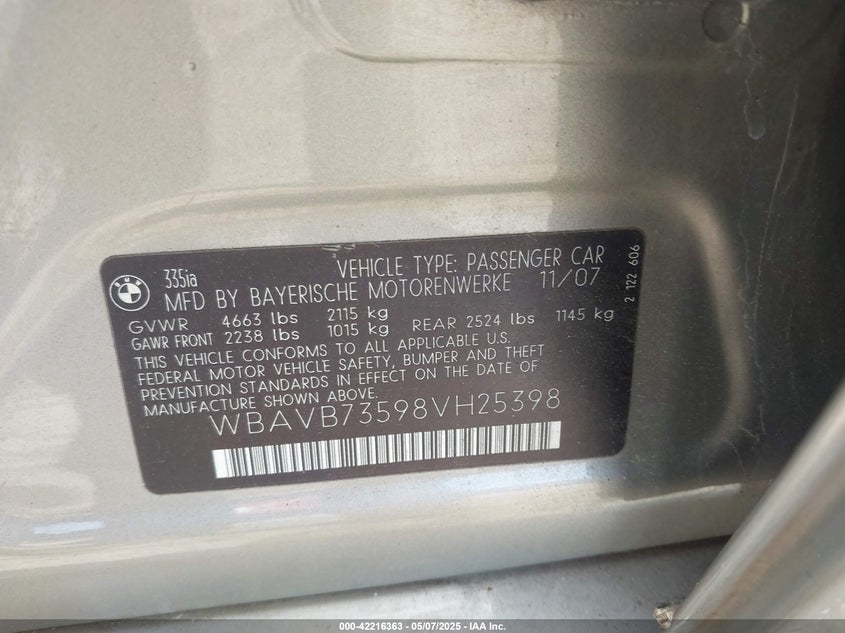 BMW
335ia
VEHICLE TYPE: PASSENGER CAR
MFD BY BAYERISCHE MOTORENWERKE 11/07
GVWR 4663 lbs 2115 kg
GAWR FRONT 2238 lbs 1015 kg REAR 2524 lbs 1145 kg
THIS VEHICLE CONFORMS TO ALL APPLICABLE U.S.
FEDERAL MOTOR VEHICLE SAFETY, BUMPER AND THEFT
PREVENTION STANDARDS IN EFFECT ON THE DATE OF
MANUFACTURE SHOWN ABOVE.
WBAVB73598VH25398
2 122 606
000-42216363 - 05/07/2025 - IAA Inc.